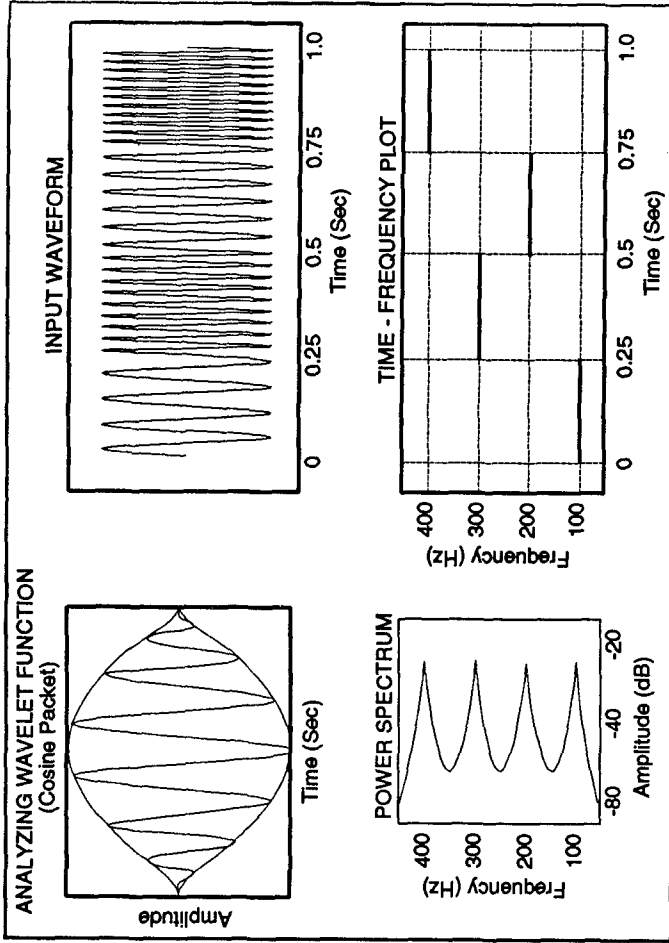 ANALYZING WAVELET FUNCTION
(Cosine Packet)
Amplitude
Time (Sec)
INPUT WAVEFORM
0 0.25 0.5 0.75 1.0
Time (Sec)
POWER SPECTRUM
Frequency (Hz)
400
300
200
100
-80 -40 -20
Amplitude (dB)
TIME - FREQUENCY PLOT
Frequency (Hz)
400
300
200
100
0 0.25 0.5 0.75 1.0
Time (Sec)